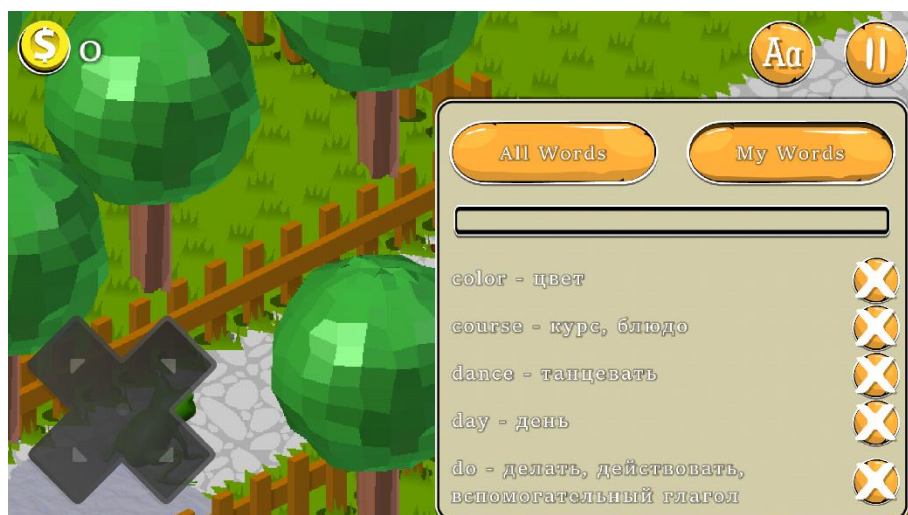 $ 0
Aa
All Words
My Words
color - цвет
course - курс, блюдо
dance - танцевать
day - день
do - делать, действовать,
вспомогательный глагол